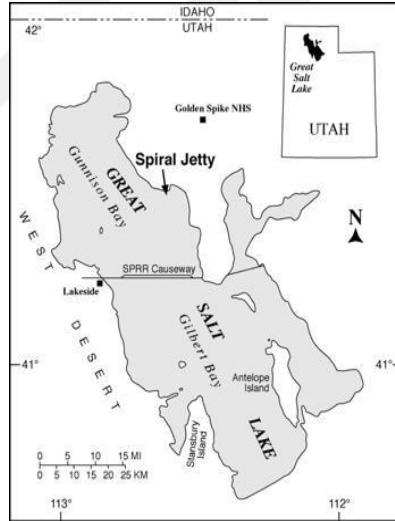 IDAHO
UTAH
42°
Great
Salt
Lake
UTAH
Golden Spike NHS
Spiral Jetty
GREAT
Gunnison Bay
N
WEST
DESERT
SPRR Causeway
Lakeside
SALT
Gilbert Bay
41°
41°
Antelope
Island
LAKE
Stansbury
Island
0 5 10 15 MI
0 5 10 15 20 25 KM
113°
112°